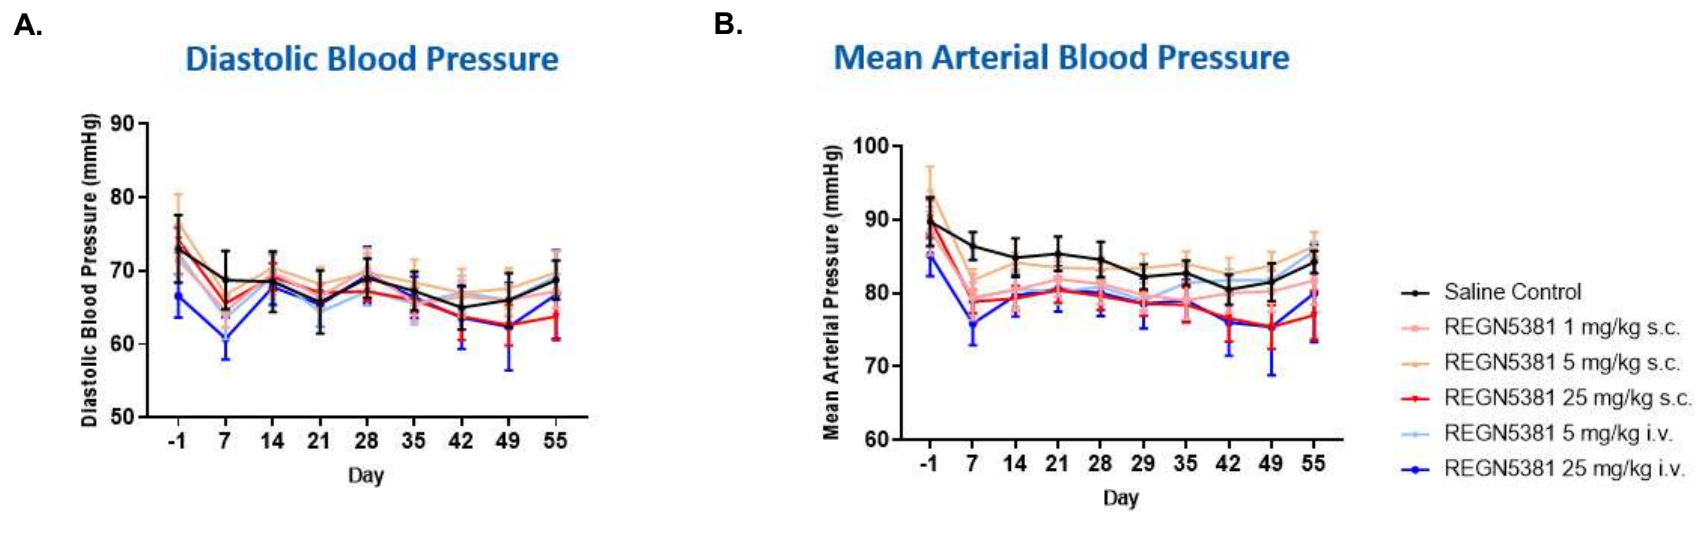 A.
Diastolic Blood Pressure
Diastolic Blood Pressure (mmHg)
90
80
70
60
50
-1 7 14 21 28 35 42 49 55
Day
B.
Mean Arterial Blood Pressure
Mean Arterial Pressure (mmHg)
100
90
80
70
60
-1 7 14 21 28 29 35 42 49 55
Day
Saline Control
REGN5381 1 mg/kg s.c.
REGN5381 5 mg/kg s.c.
REGN5381 25 mg/kg s.c.
REGN5381 5 mg/kg i.v.
REGN5381 25 mg/kg i.v.